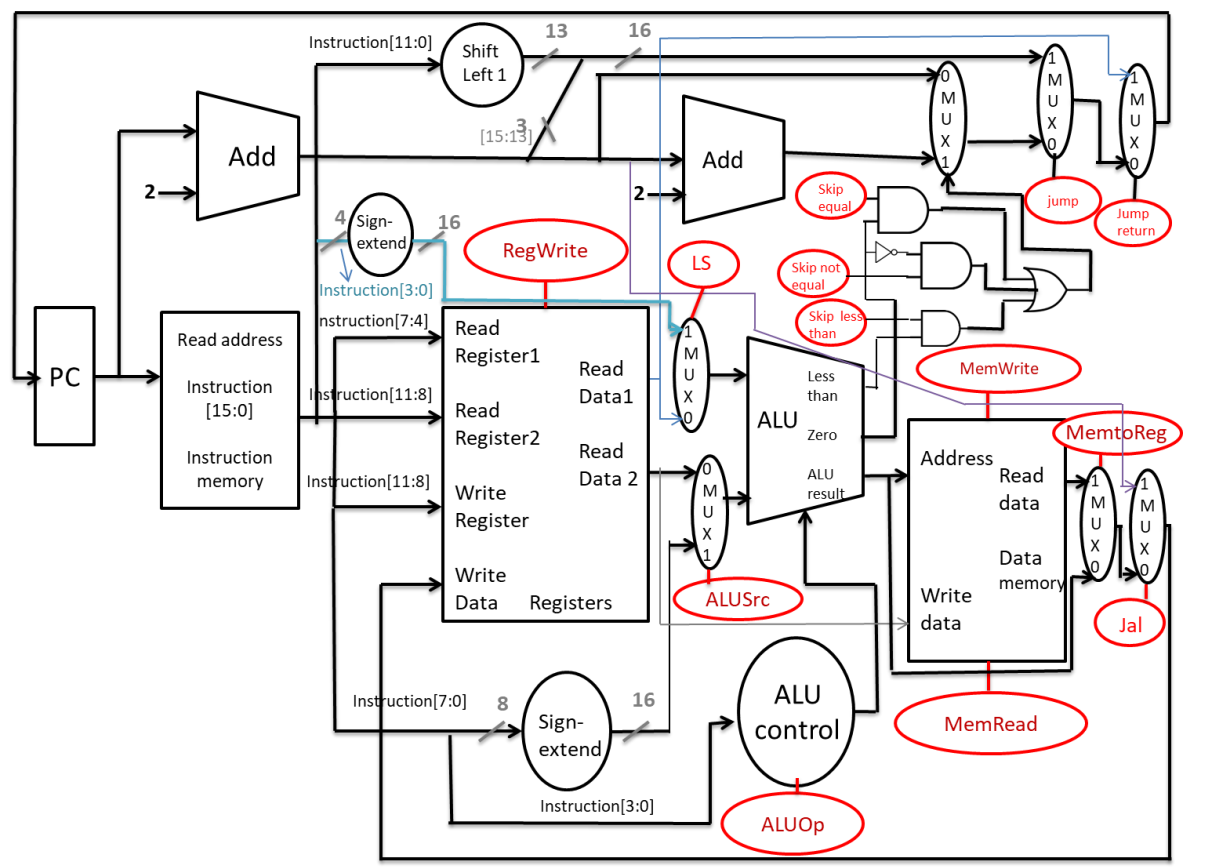 Instruction[11:0]
Shift
Left 1
13
16
3
[15:13]
Add
2
Add
2
0
M
U
X
1
1
M
U
X
0
1
M
U
X
0
Skip
equal
jump
Jump
return
Skip not
equal
Skip less
than
4
Sign-
extend
16
Instruction[3:0]
RegWrite
LS
PC
Read address
Instruction
[15:0]
Instruction
memory
nstruction[7:4]
Instruction[11:8]
Instruction[11:8]
Read
Register1
Read
Register2
Write
Register
Write
Data
Registers
Read
Data1
Read
Data 2
1
M
U
X
0
0
M
U
X
1
ALUSrc
ALU
Less
than
Zero
ALU
result
MemWrite
MemtoReg
Address
Read
data
Data
memory
Write
data
1
M
U
X
0
1
M
U
X
0
Jal
MemRead
Instruction[7:0]
8
Sign-
extend
16
Instruction[3:0]
ALU
control
ALUOp